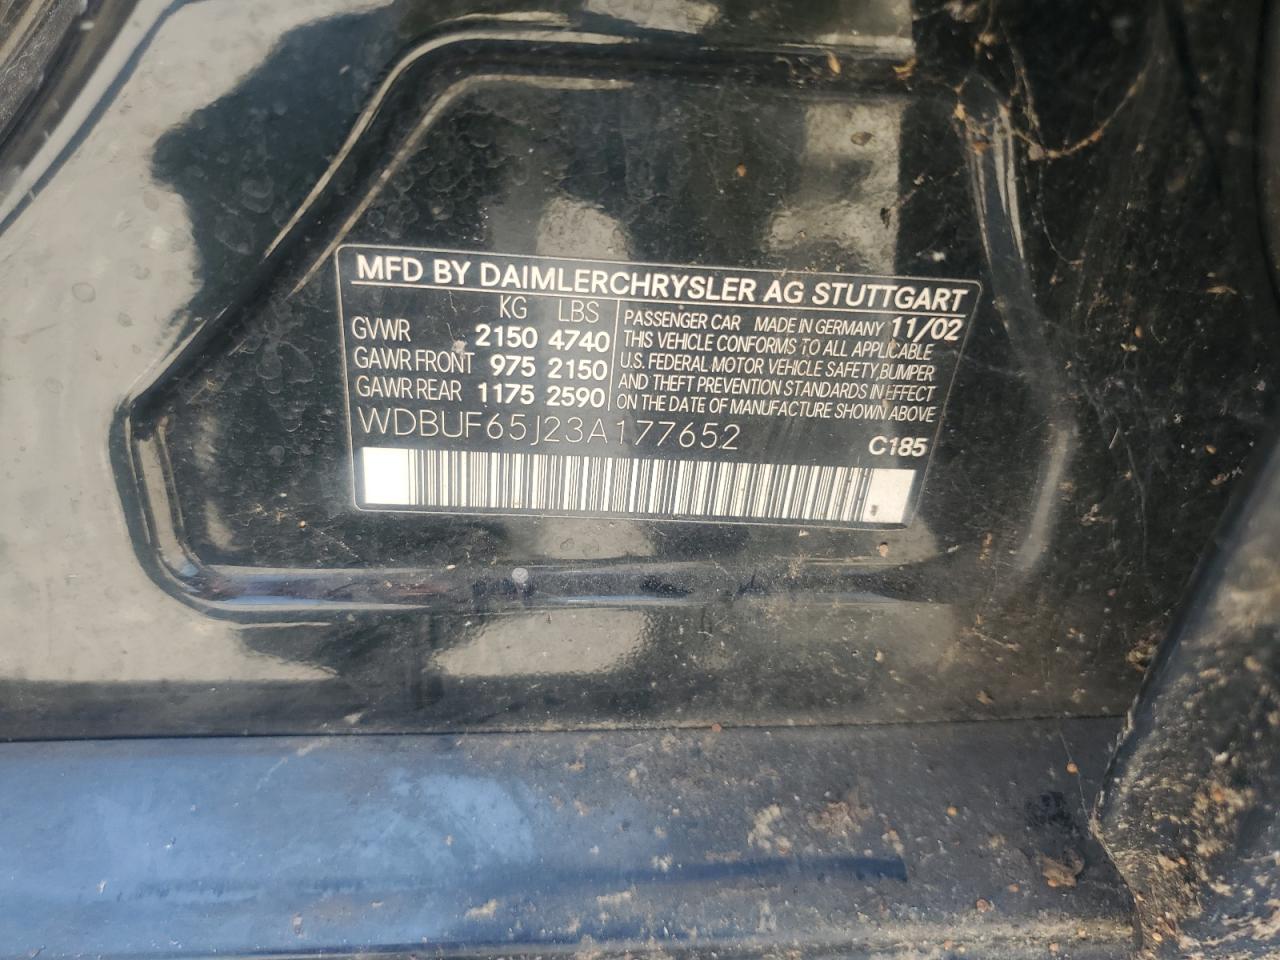 MFD BY DAIMLERCHRYSLER AG STUTTGART
KG LBS
GVWR 2150 4740
GAWR FRONT 975 2150
GAWR REAR 1175 2590
PASSENGER CAR MADE IN GERMANY 11/02
THIS VEHICLE CONFORMS TO ALL APPLICABLE
U.S. FEDERAL MOTOR VEHICLE SAFETY, BUMPER
AND THEFT PREVENTION STANDARDS IN EFFECT
ON THE DATE OF MANUFACTURE SHOWN ABOVE
WDBUF65J23A177652
C185